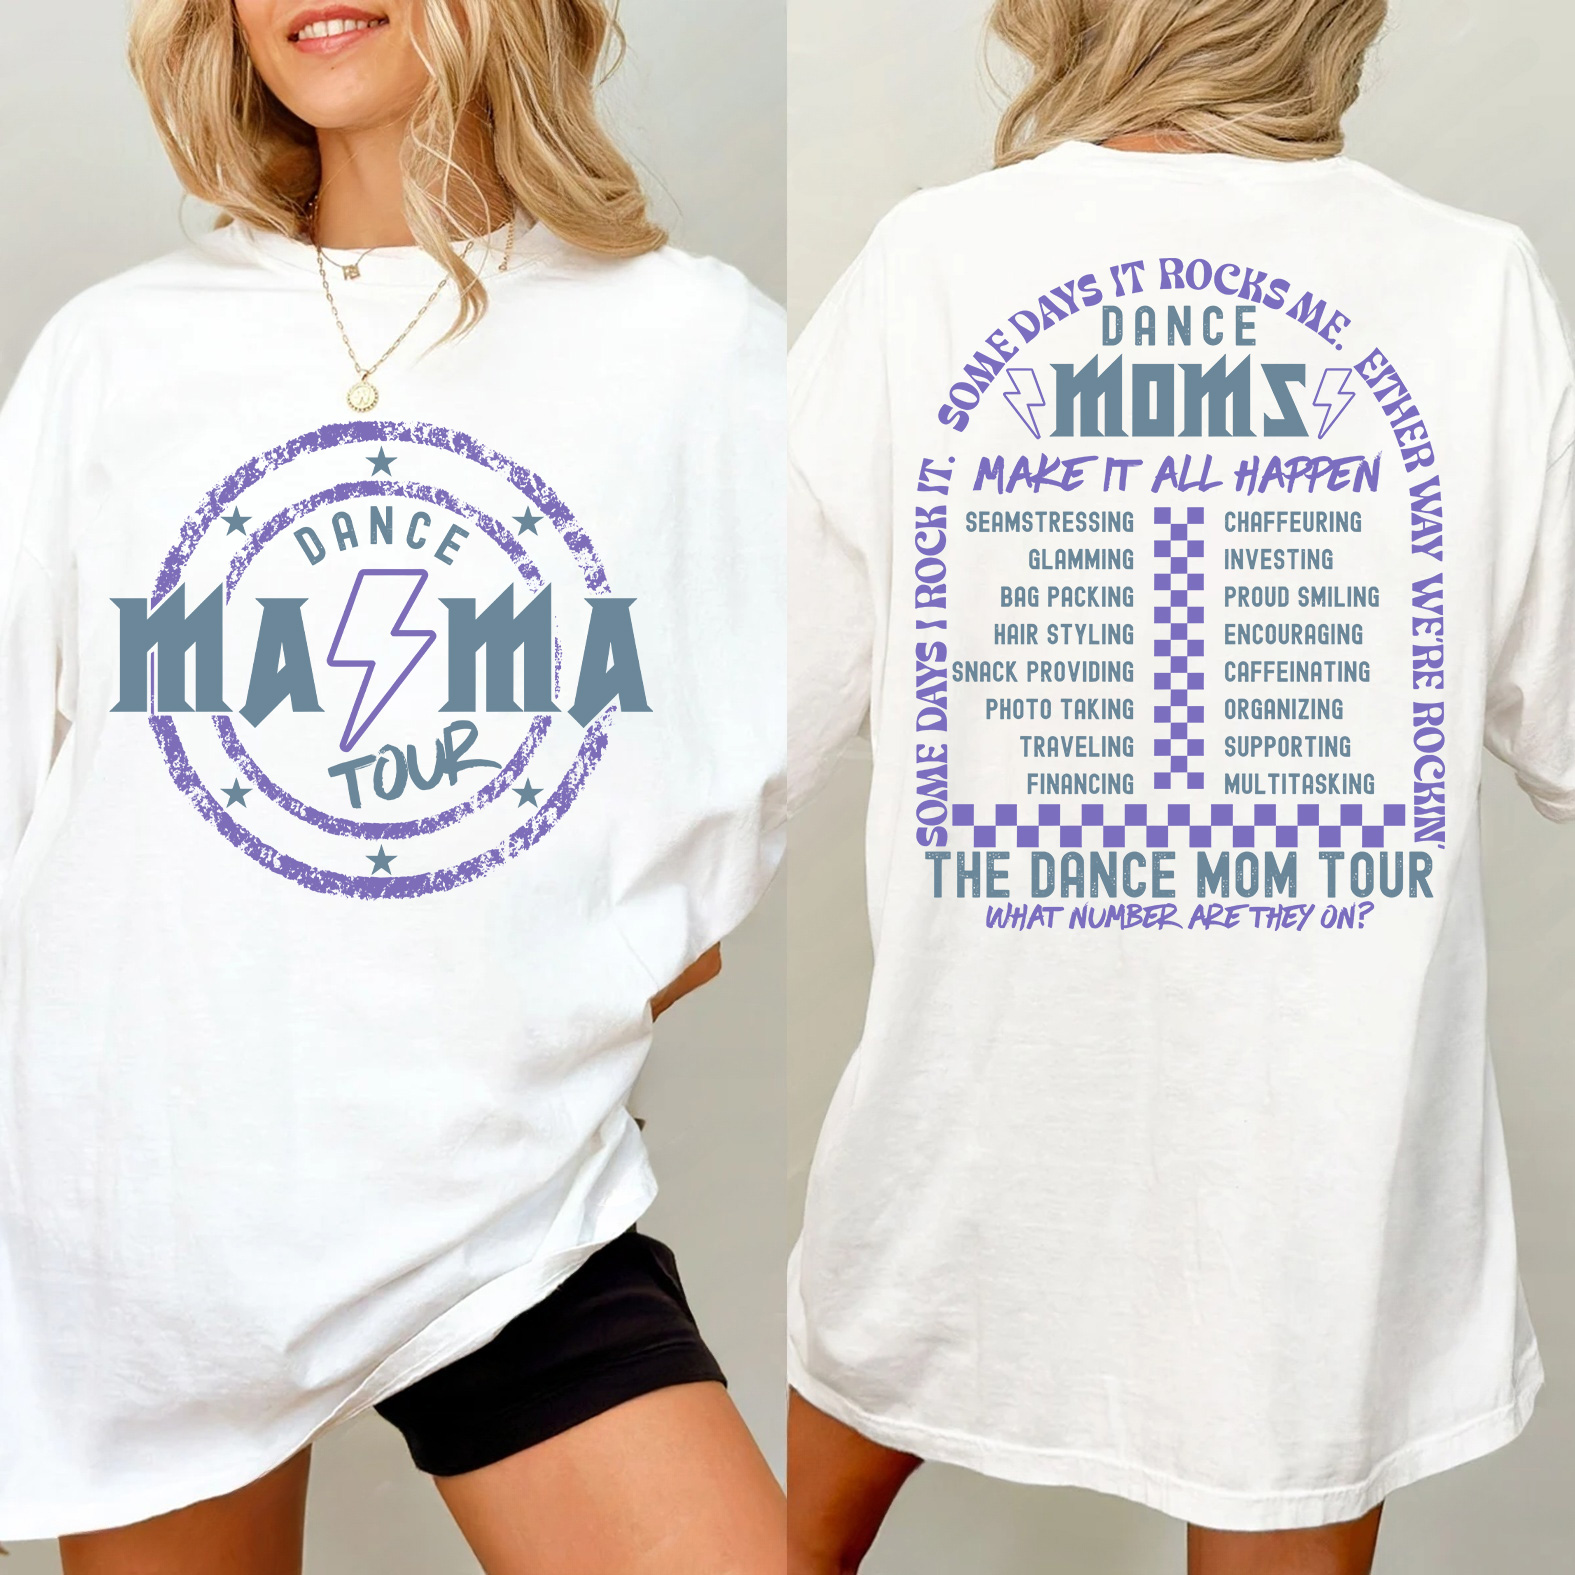 DANCE
MAMA
TOUR
SOME DAYS I ROCK IT. SOME DAYS IT ROCKS ME. EITHER WAY WE'RE ROCKIN'
DANCE
MOMS
MAKE IT ALL HAPPEN
SEAMSTRESSING CHAFFEURING
GLAMMING INVESTING
BAG PACKING PROUD SMILING
HAIR STYLING ENCOURAGING
SNACK PROVIDING CAFFEINATING
PHOTO TAKING ORGANIZING
TRAVELING SUPPORTING
FINANCING MULTITASKING
THE DANCE MOM TOUR
WHAT NUMBER ARE THEY ON?